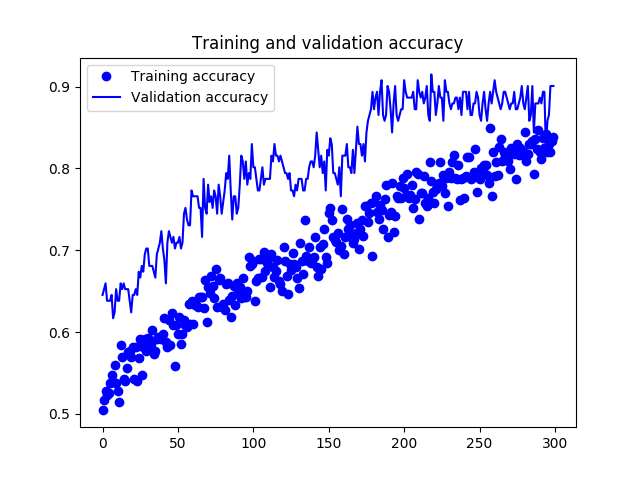 Training and validation accuracy
Training accuracy
Validation accuracy
0.9
0.8
0.7
0.6
0.5
0 50 100 150 200 250 300